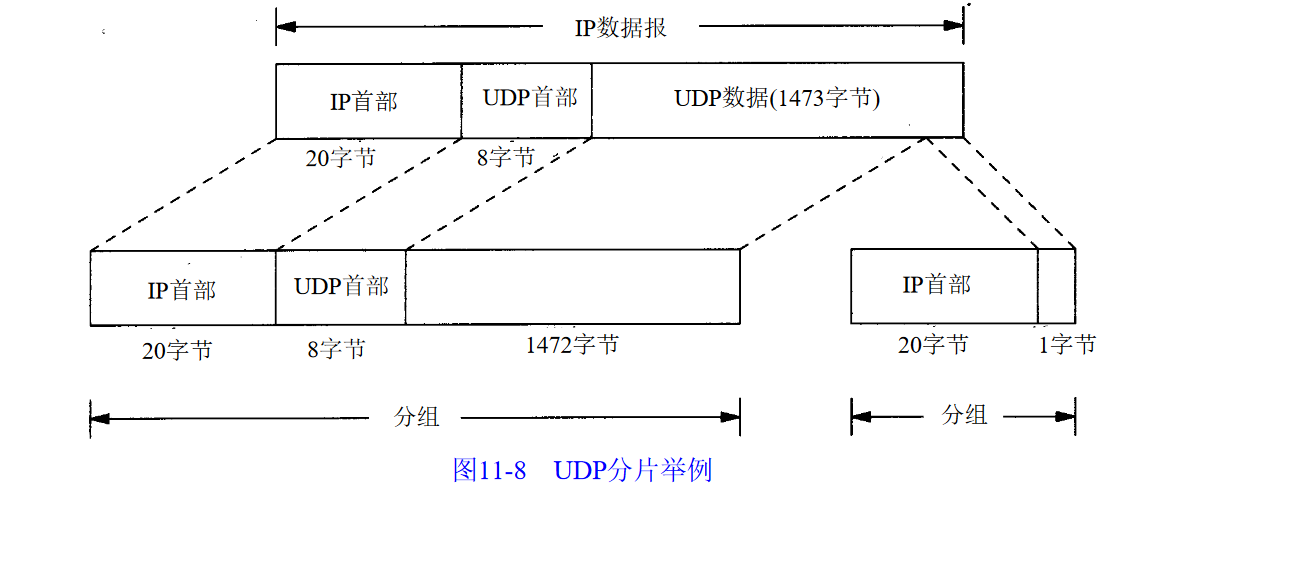 IP数据报
IP首部 UDP首部 UDP数据(1473字节)
20字节 8字节
IP首部 UDP首部 IP首部
20字节 8字节 1472字节 20字节 1字节
分组 分组
图11-8 UDP分片举例